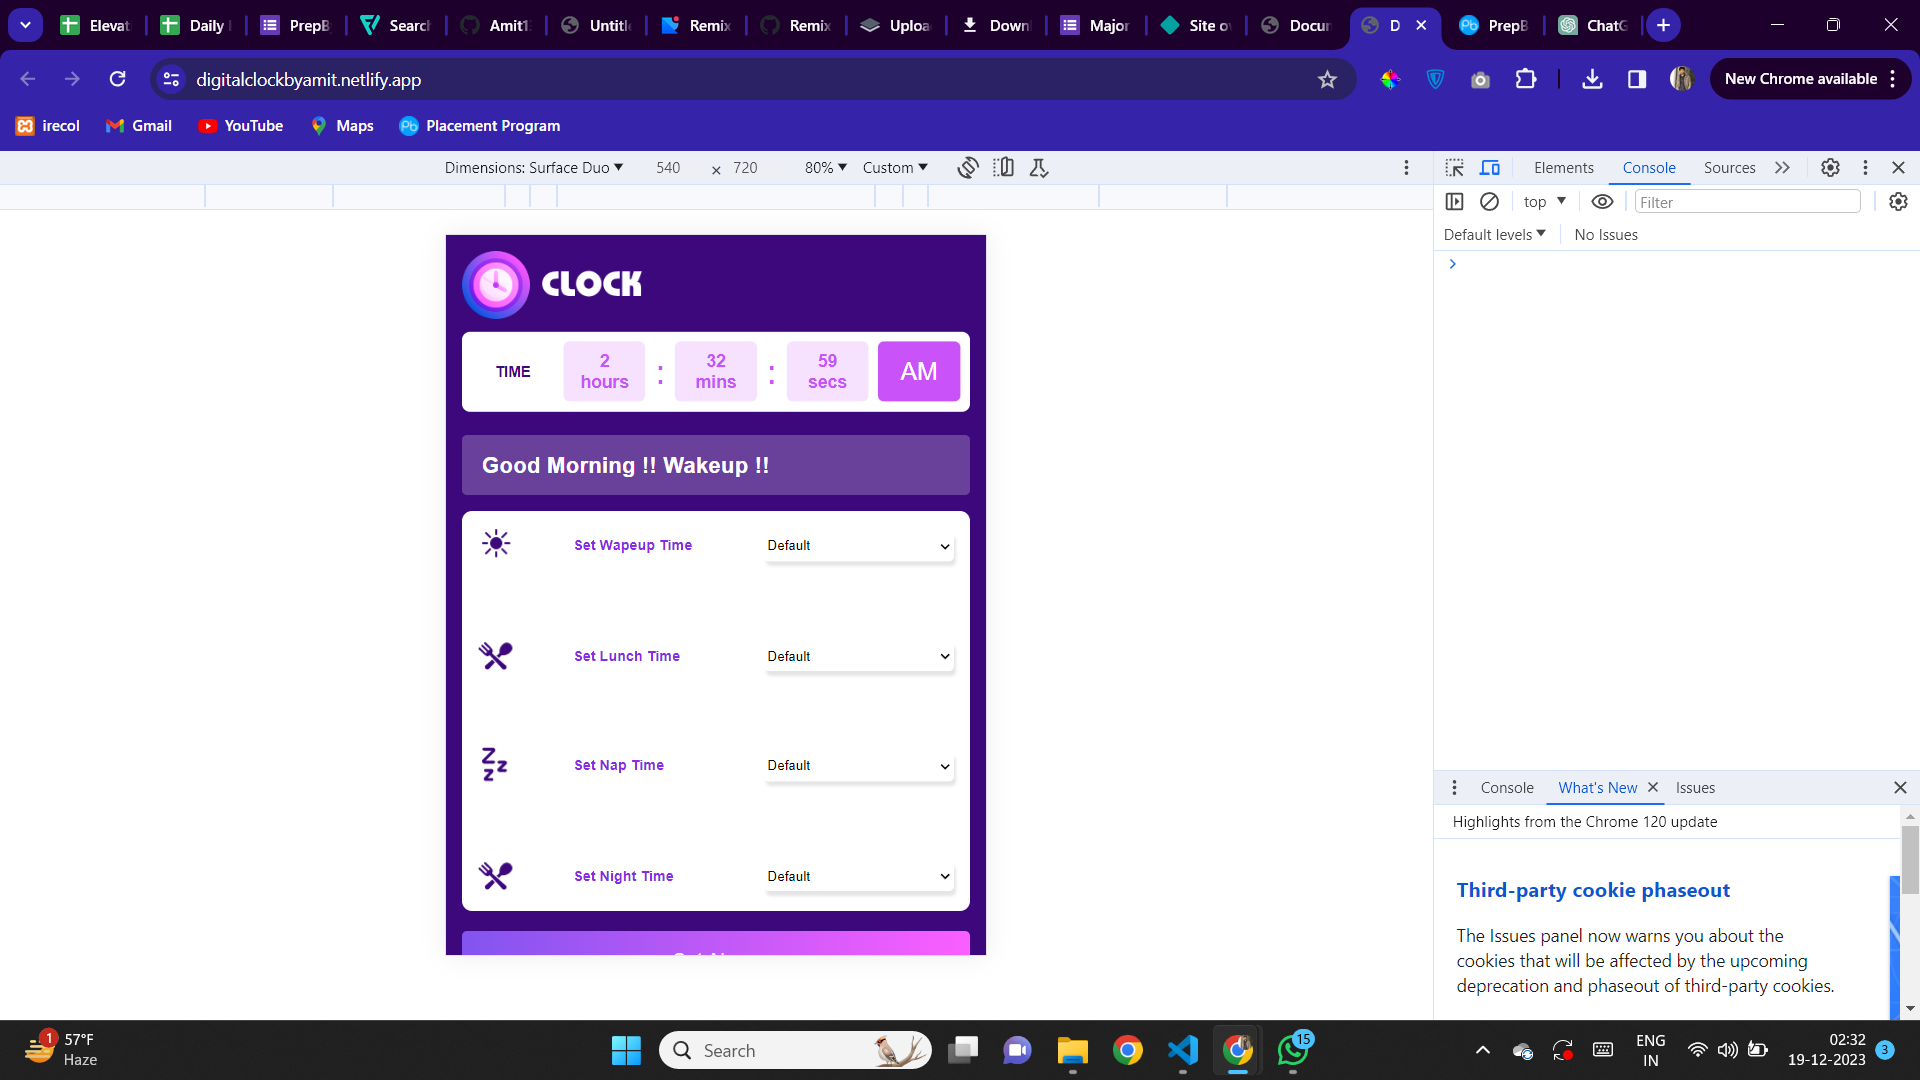 Elevat
Daily
PrepB
Search
Amit1
Untitle
Remix
Remix
Uploa
Down
Major
Site o
Docum
D
PrepB
ChatG
digitalclockbyamit.netlify.app
New Chrome available
irecol
Gmail
YouTube
Maps
Placement Program
Dimensions: Surface Duo 540 × 720 80% Custom
Elements Console Sources
top Filter
Default levels No Issues
CLOCK
TIME
2
hours
:
32
mins
:
59
secs
AM
Good Morning !! Wakeup !!
Set Wapeup Time Default
Set Lunch Time Default
Set Nap Time Default
Set Night Time Default
Console What's New Issues
Highlights from the Chrome 120 update
Third-party cookie phaseout
The Issues panel now warns you about the
cookies that will be affected by the upcoming
deprecation and phaseout of third-party cookies.
1
57°F
Haze
Search
15
ENG
IN
02:32
19-12-2023
3